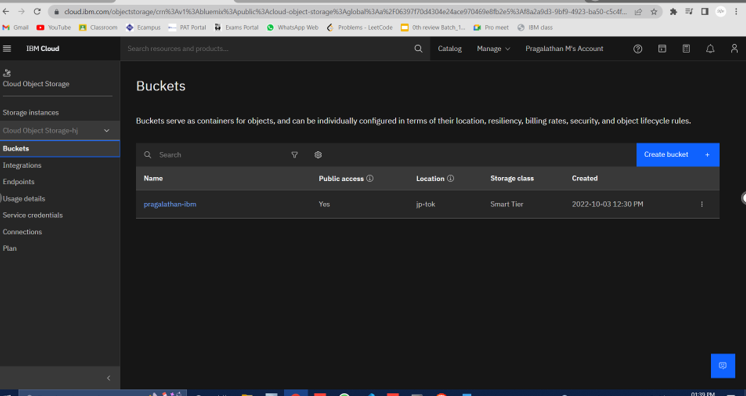 cloud.ibm.com/objectstorage/crn%3Av1%3Abluemix%3Apublic%3Acloud-object-storage%3Aglobal%3Aa%2F06397f70d4304e24ace970469e8fb2e5%3Af8a2a9d3-9bf9-4923-ba50-c5c4f...
Gmail YouTube Classroom Ecampus PAT Portal Exams Portal WhatsApp Web Problems - LeetCode 0th review Batch_1... Pro meet IBM class
IBM Cloud Search resources and products... Catalog Manage Pragalathan M's Account
Cloud Object Storage
Storage instances
Cloud Object Storage-hj
Buckets
Integrations
Endpoints
Usage details
Service credentials
Connections
Plan
Buckets
Buckets serve as containers for objects, and can be individually configured in terms of their location, resiliency, billing rates, security, and object lifecycle rules.
Search Create bucket +
Name Public access Location Storage class Created
pragalathan-ibm Yes jp-tok Smart Tier 2022-10-03 12:30 PM
01:39 PM